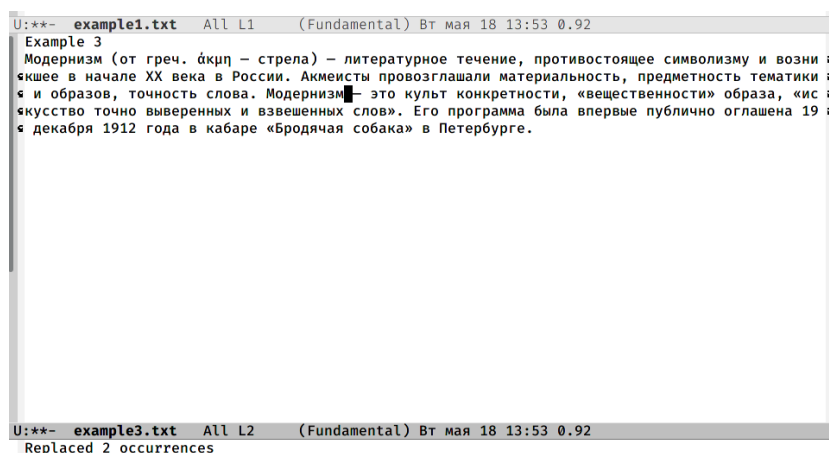 U:**-  example1.txt   All L1     (Fundamental) Вт мая 18 13:53 0.92
Example 3
Модернизм (от греч. άκμη — стрела) — литературное течение, противостоящее символизму и возни
кшее в начале XX века в России. Акмеисты провозглашали материальность, предметность тематики
и образов, точность слова. Модернизм — это культ конкретности, «вещественности» образа, «ис
кусство точно выверенных и взвешенных слов». Его программа была впервые публично оглашена 19
декабря 1912 года в кабаре «Бродячая собака» в Петербурге.
U:**-  example3.txt   All L2     (Fundamental) Вт мая 18 13:53 0.92
Replaced 2 occurrences